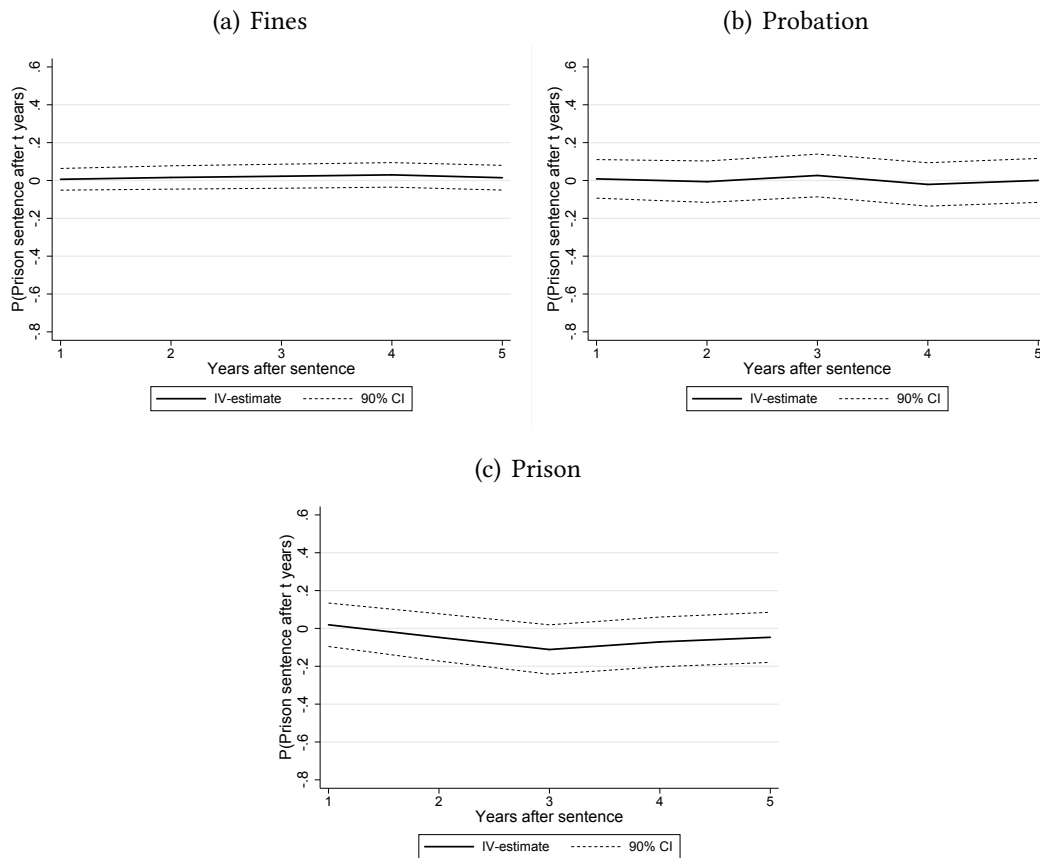 (a) Fines
P(Prison sentence after t years)
.6
.4
.2
0
-.2
-.4
-.6
-.8
1 2 3 4 5
Years after sentence
IV-estimate 90% CI
(b) Probation
P(Prison sentence after t years)
.6
.4
.2
0
-.2
-.4
-.6
-.8
1 2 3 4 5
Years after sentence
IV-estimate 90% CI
(c) Prison
P(Prison sentence after t years)
.6
.4
.2
0
-.2
-.4
-.6
-.8
1 2 3 4 5
Years after sentence
IV-estimate 90% CI